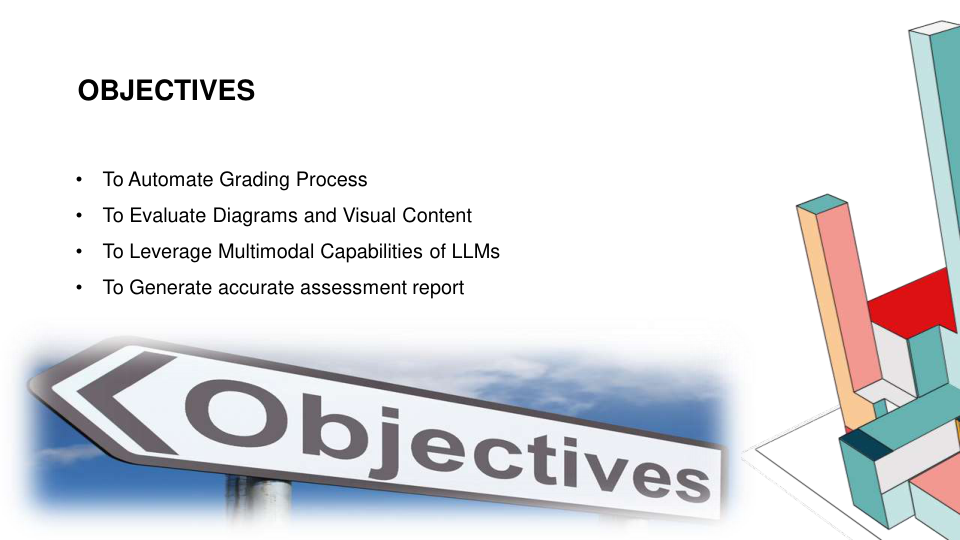 OBJECTIVES
• To Automate Grading Process
• To Evaluate Diagrams and Visual Content
• To Leverage Multimodal Capabilities of LLMs
• To Generate accurate assessment report
Objectives